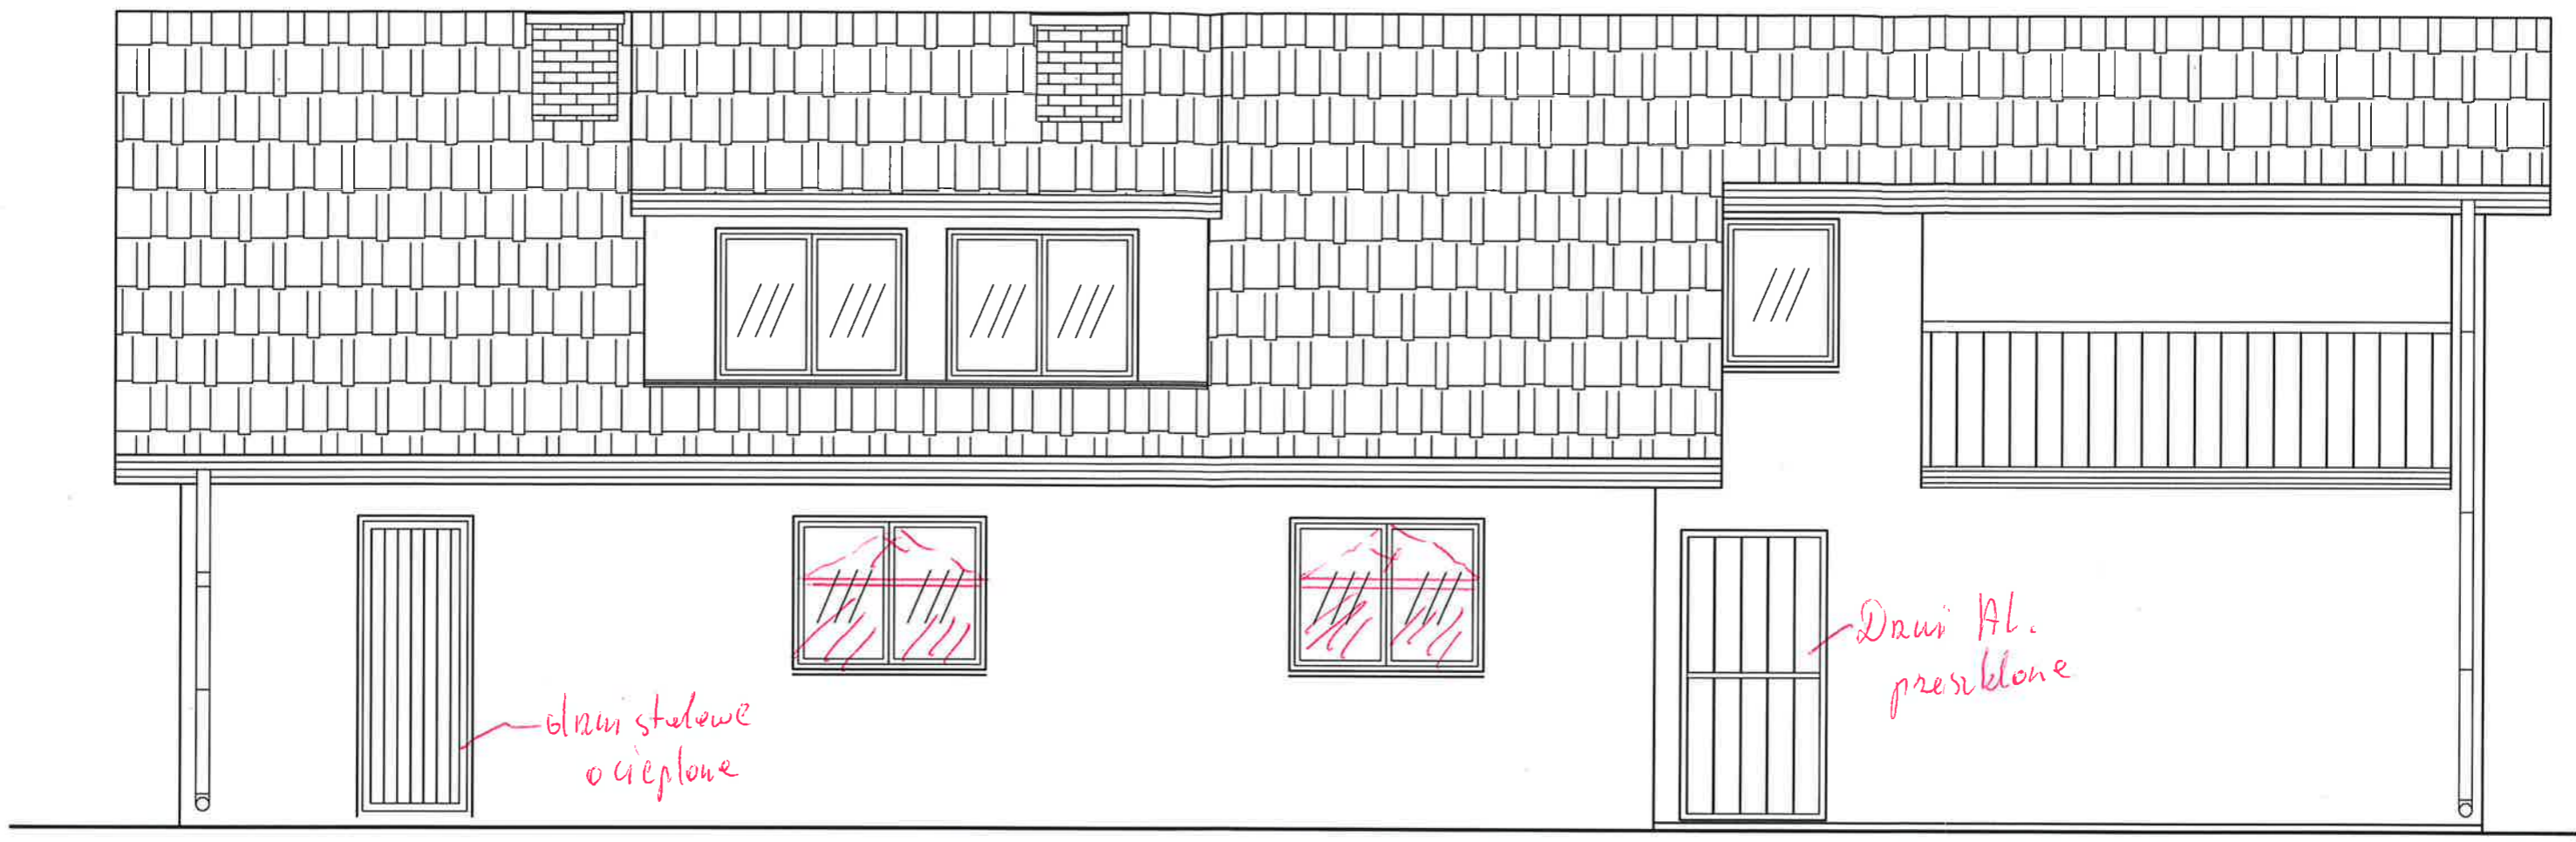 drzwi stalowe
ocieplone
Drzwi Al.
przeszklone